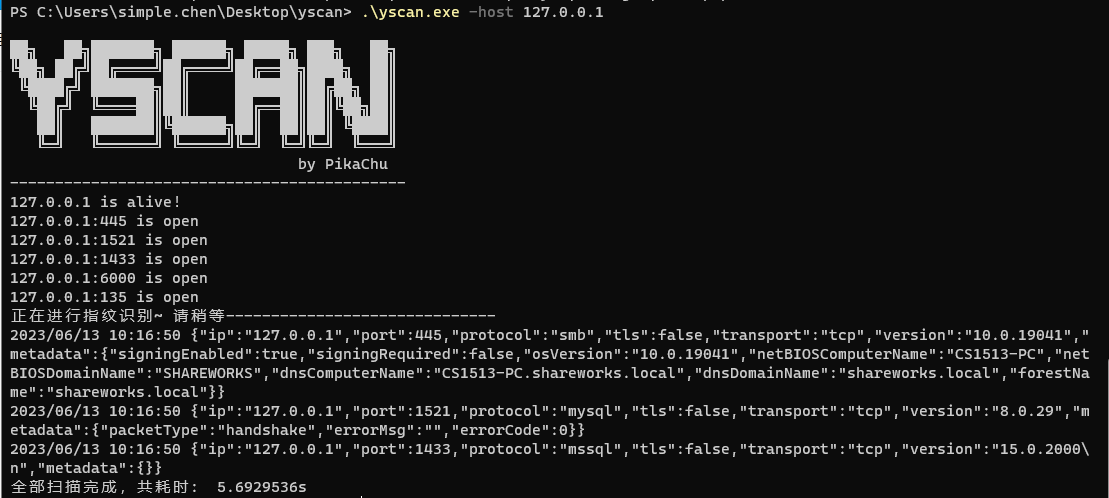 PS C:\Users\simple.chen\Desktop\yscan> .\yscan.exe -host 127.0.0.1
YSCAN
by PikaChu
--------------------------------------------
127.0.0.1 is alive!
127.0.0.1:445 is open
127.0.0.1:1521 is open
127.0.0.1:1433 is open
127.0.0.1:6000 is open
127.0.0.1:135 is open
正在进行指纹识别~ 请稍等------------------------------
2023/06/13 10:16:50 {"ip":"127.0.0.1","port":445,"protocol":"smb","tls":false,"transport":"tcp","version":"10.0.19041","
metadata":{"signingEnabled":true,"signingRequired":false,"osVersion":"10.0.19041","netBIOSComputerName":"CS1513-PC","net
BIOSDomainName":"SHAREWORKS","dnsComputerName":"CS1513-PC.shareworks.local","dnsDomainName":"shareworks.local","forestNa
me":"shareworks.local"}}
2023/06/13 10:16:50 {"ip":"127.0.0.1","port":1521,"protocol":"mysql","tls":false,"transport":"tcp","version":"8.0.29","m
etadata":{"packetType":"handshake","errorMsg":"","errorCode":0}}
2023/06/13 10:16:50 {"ip":"127.0.0.1","port":1433,"protocol":"mssql","tls":false,"transport":"tcp","version":"15.0.2000\
n","metadata":{}}
全部扫描完成，共耗时： 5.6929536s